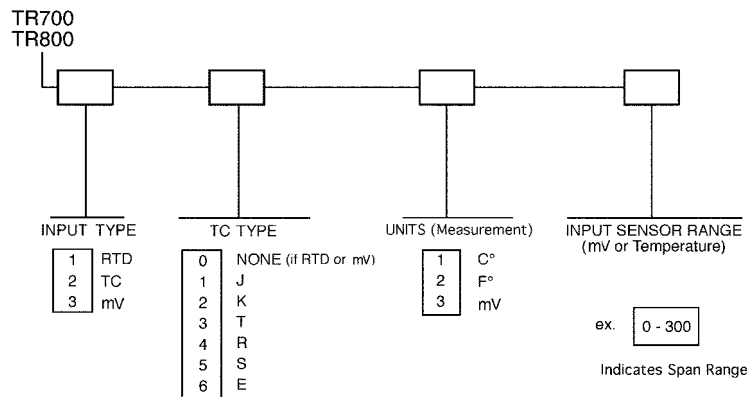 TR700
TR800
INPUT TYPE
1 RTD
2 TC
3 mV
TC TYPE
0 NONE (if RTD or mV)
1 J
2 K
3 T
4 R
5 S
6 E
UNITS (Measurement)
1 C°
2 F°
3 mV
INPUT SENSOR RANGE
(mV or Temperature)
ex. 0 - 300
Indicates Span Range